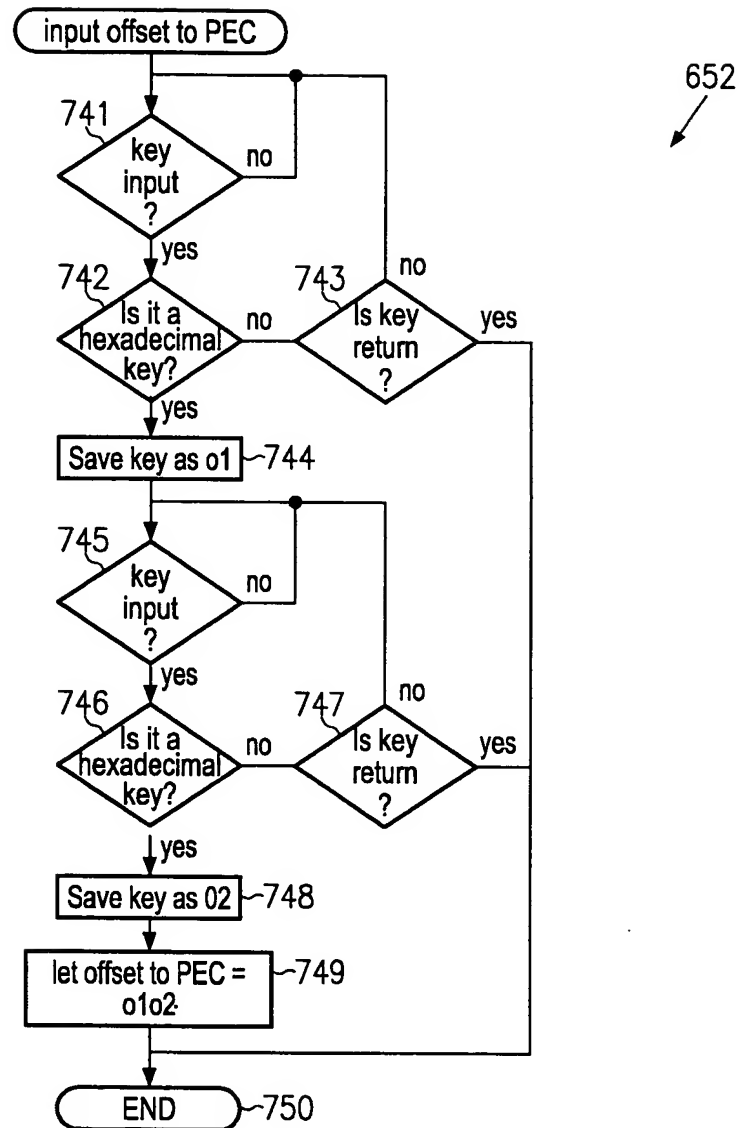 input offset to PEC
652
741
key
input
?
no
yes
742
Is it a
hexadecimal
key?
no
743
Is key
return
?
no
yes
yes
Save key as o1
744
745
key
input
?
no
yes
746
Is it a
hexadecimal
key?
no
747
Is key
return
?
no
yes
yes
Save key as 02
748
let offset to PEC =
o1o2
749
END
750